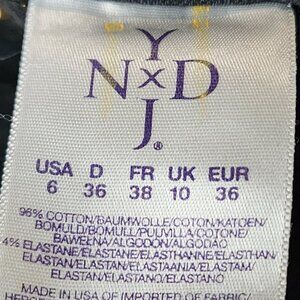 Y
N x D
J®
USA D FR UK EUR
6 36 38 10 36
96% COTTON/BAUMWOLLE/COTON/KATOEN/
BOMULD/BOMULL/PUUVILLA/COTONE/
BAWEŁNA/ALGODÓN/ALGODÃO
4% ELASTANE/ELASTANE/ELASTHANNE/ELASTHAN/
ELASTAN/ELASTAN/ELASTAANIA/ELASTAM
ELASTAN/ELASTANO/ELASTANO
MADE IN USA OF IMPORTED FABRIC/